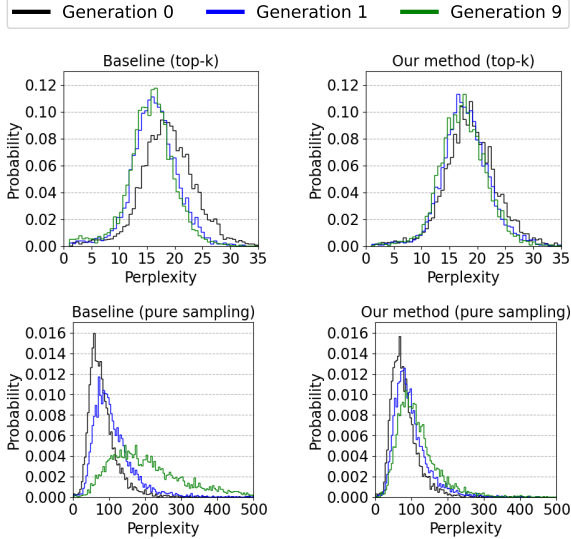 Generation 0 Generation 1 Generation 9
Baseline (top-k)
Probability
0.12
0.10
0.08
0.06
0.04
0.02
0.00
0 5 10 15 20 25 30 35
Perplexity
Our method (top-k)
Probability
0.12
0.10
0.08
0.06
0.04
0.02
0.00
0 5 10 15 20 25 30 35
Perplexity
Baseline (pure sampling)
Probability
0.016
0.014
0.012
0.010
0.008
0.006
0.004
0.002
0.000
0 100 200 300 400 500
Perplexity
Our method (pure sampling)
Probability
0.016
0.014
0.012
0.010
0.008
0.006
0.004
0.002
0.000
0 100 200 300 400 500
Perplexity